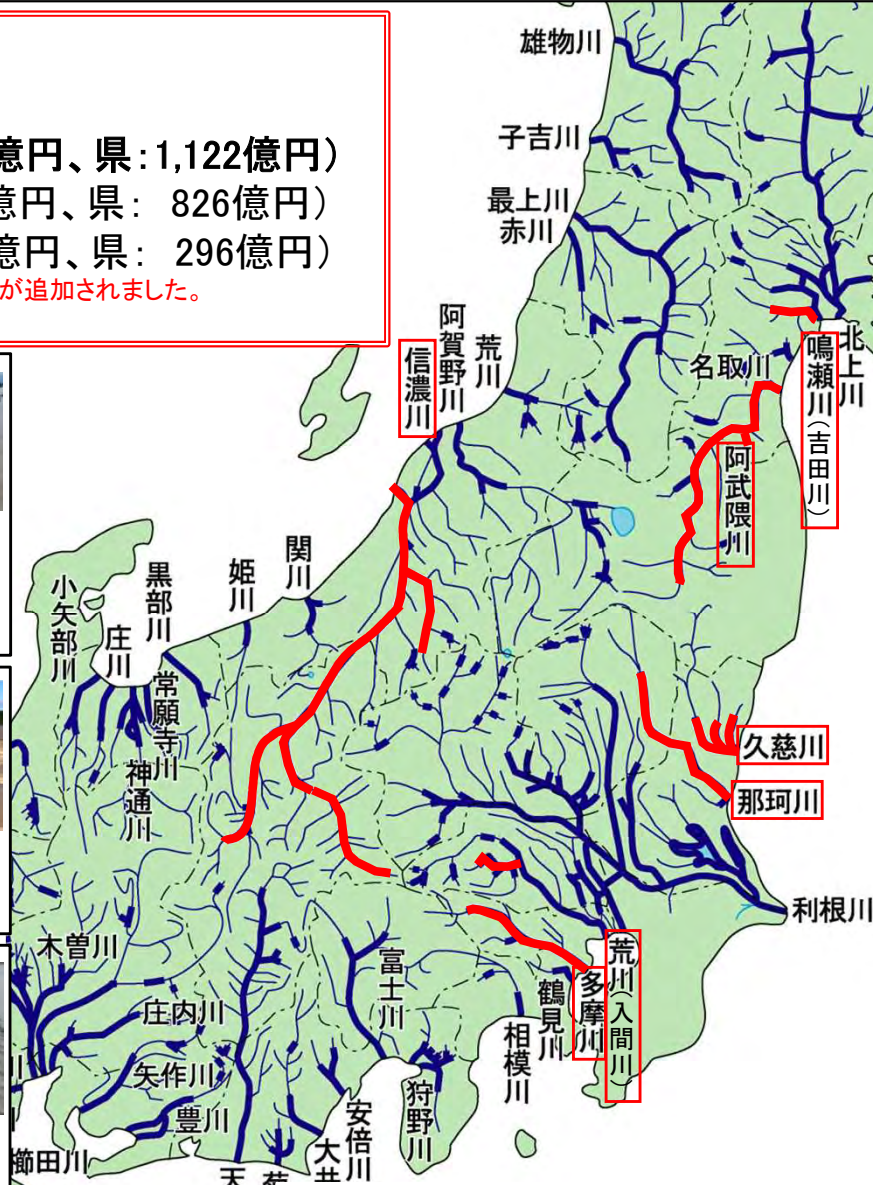 億円、県:1,122億円)
億円、県: 826億円)
億円、県: 296億円)
が追加されました。
雄物川
子吉川
最上川
赤川
信濃川
阿賀野川
荒川
名取川
鳴瀬川(吉田川)
北上川
阿武隈川
小矢部川
庄川
黒部川
姫川
関川
常願寺川
神通川
久慈川
那珂川
利根川
木曽川
庄内川
矢作川
豊川
富士川
鶴見川
多摩川
荒川(入間川)
相模川
狩野川
安倍川
大井
櫛田川
川
天
菊